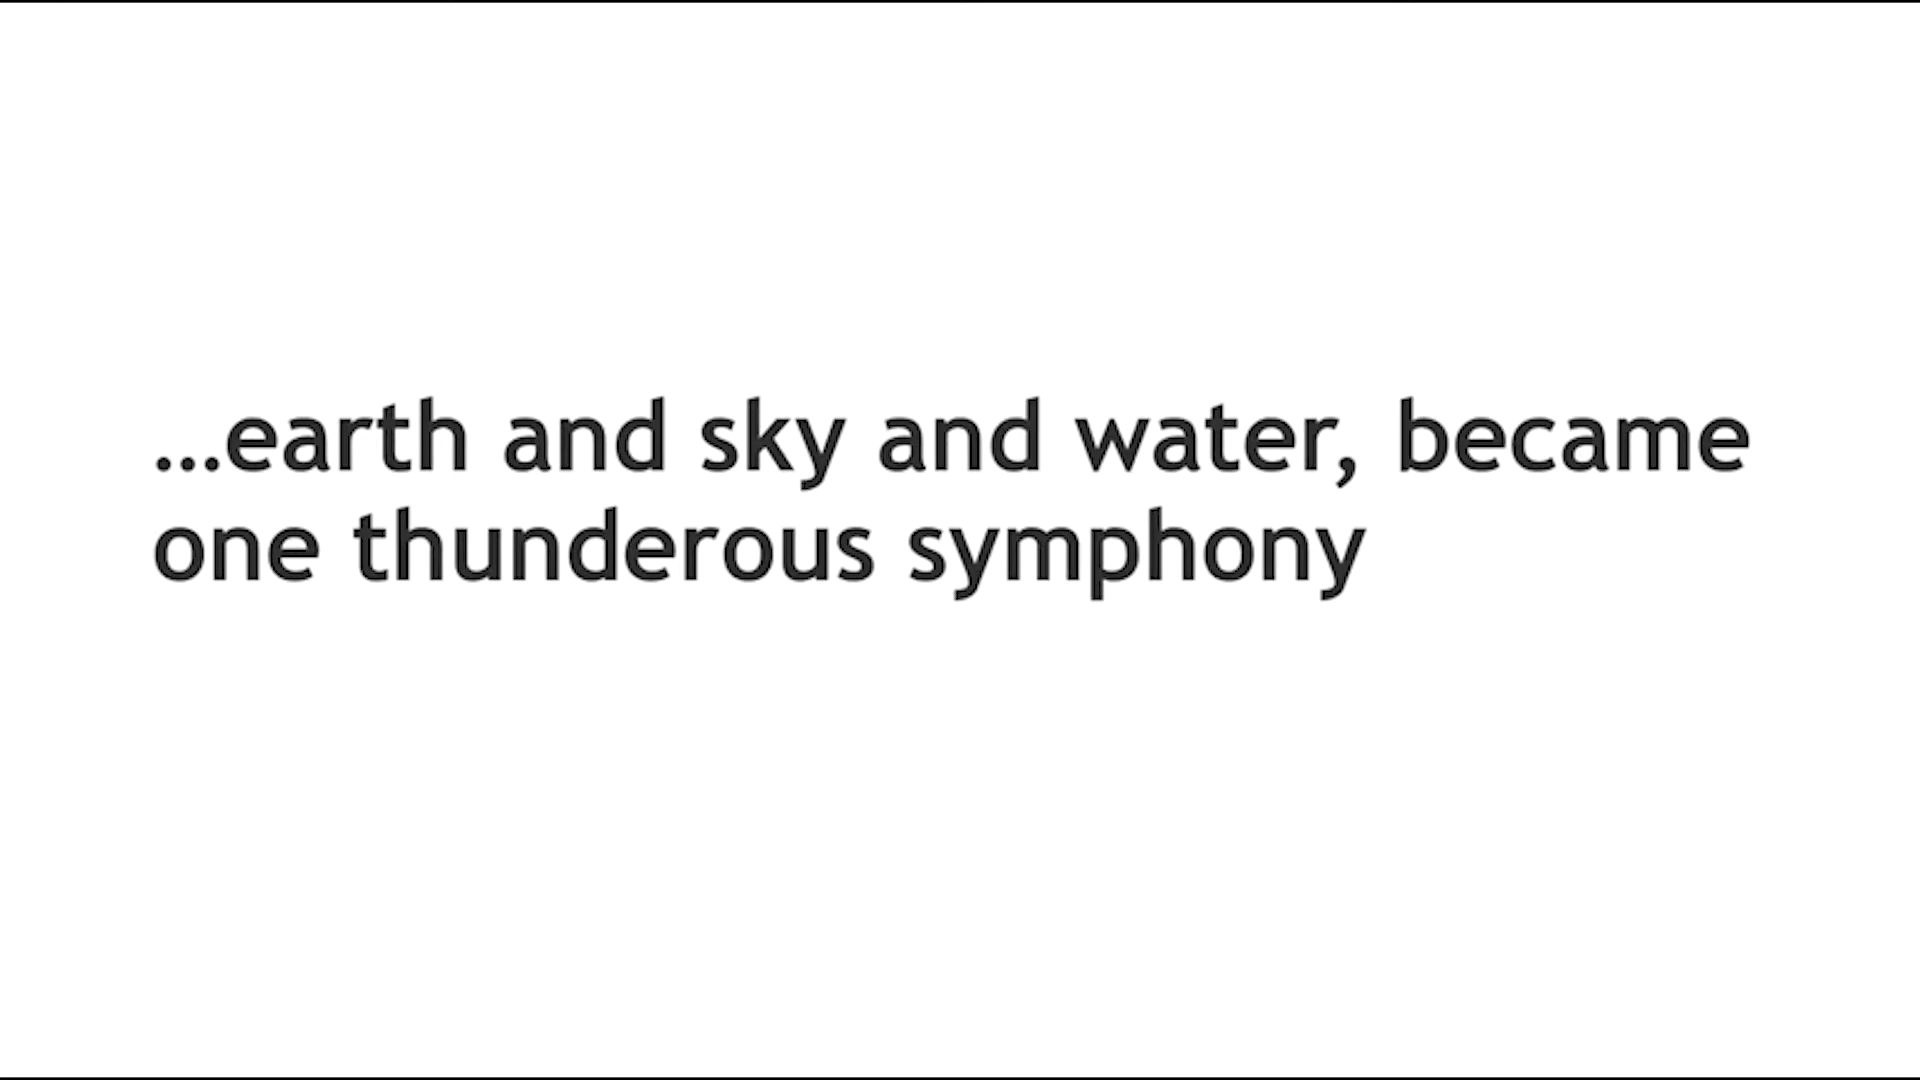 ...earth and sky and water, became
one thunderous symphony